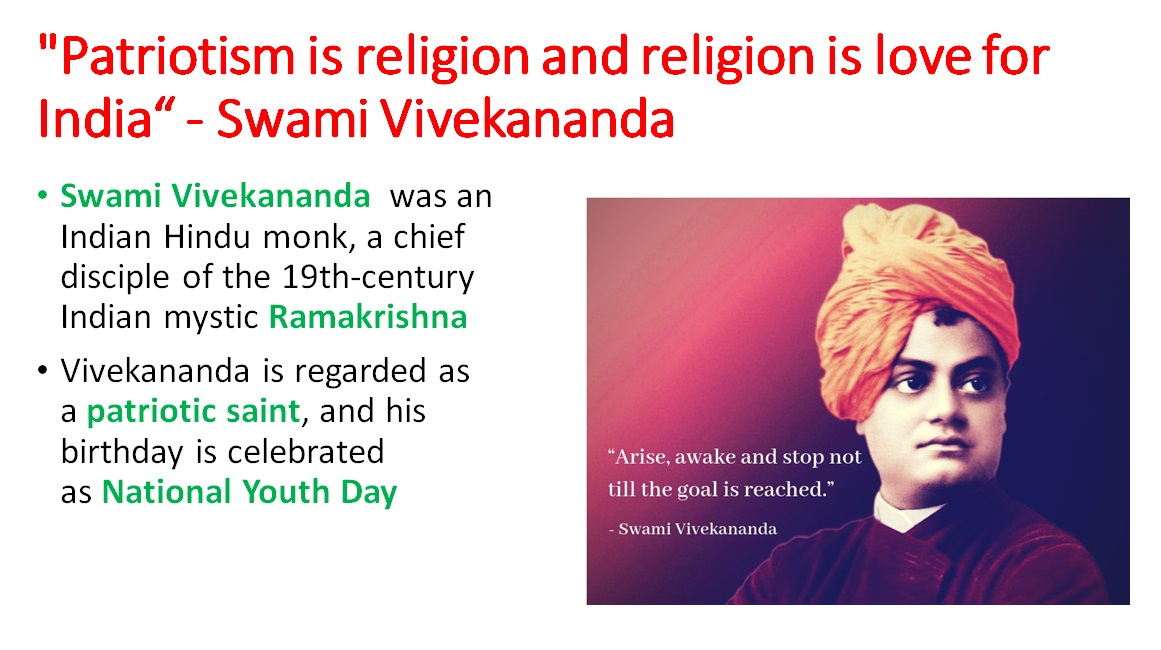 "Patriotism is religion and religion is love for
India“ - Swami Vivekananda
• Swami Vivekananda was an
Indian Hindu monk, a chief
disciple of the 19th-century
Indian mystic Ramakrishna
• Vivekananda is regarded as
a patriotic saint, and his
birthday is celebrated
as National Youth Day
“Arise, awake and stop not
till the goal is reached.”
- Swami Vivekananda